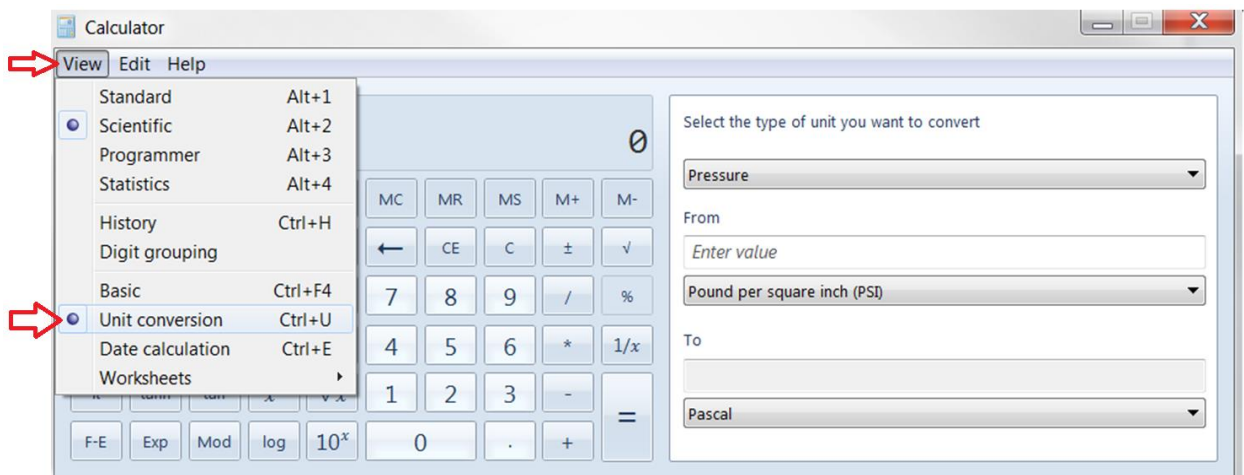 Calculator
View Edit Help
Standard Alt+1
Scientific Alt+2
Programmer Alt+3
Statistics Alt+4
History Ctrl+H
Digit grouping
Basic Ctrl+F4
Unit conversion Ctrl+U
Date calculation Ctrl+E
Worksheets
0
MC MR MS M+ M-
← CE C ± √
7 8 9 / %
4 5 6 * 1/x
1 2 3 - =
F-E Exp Mod log 10ˣ 0 . +
Select the type of unit you want to convert
Pressure
From
Enter value
Pound per square inch (PSI)
To
Pascal